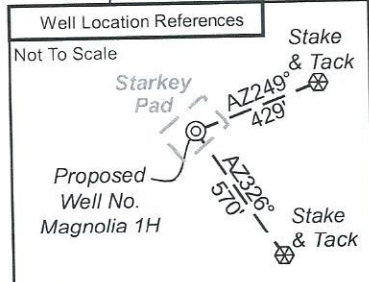 Well Location References
Not To Scale
Stake
& Tack
Starkey
Pad
AZ249°
429'
Proposed
Well No.
Magnolia 1H
AZ326°
570'
Stake
& Tack